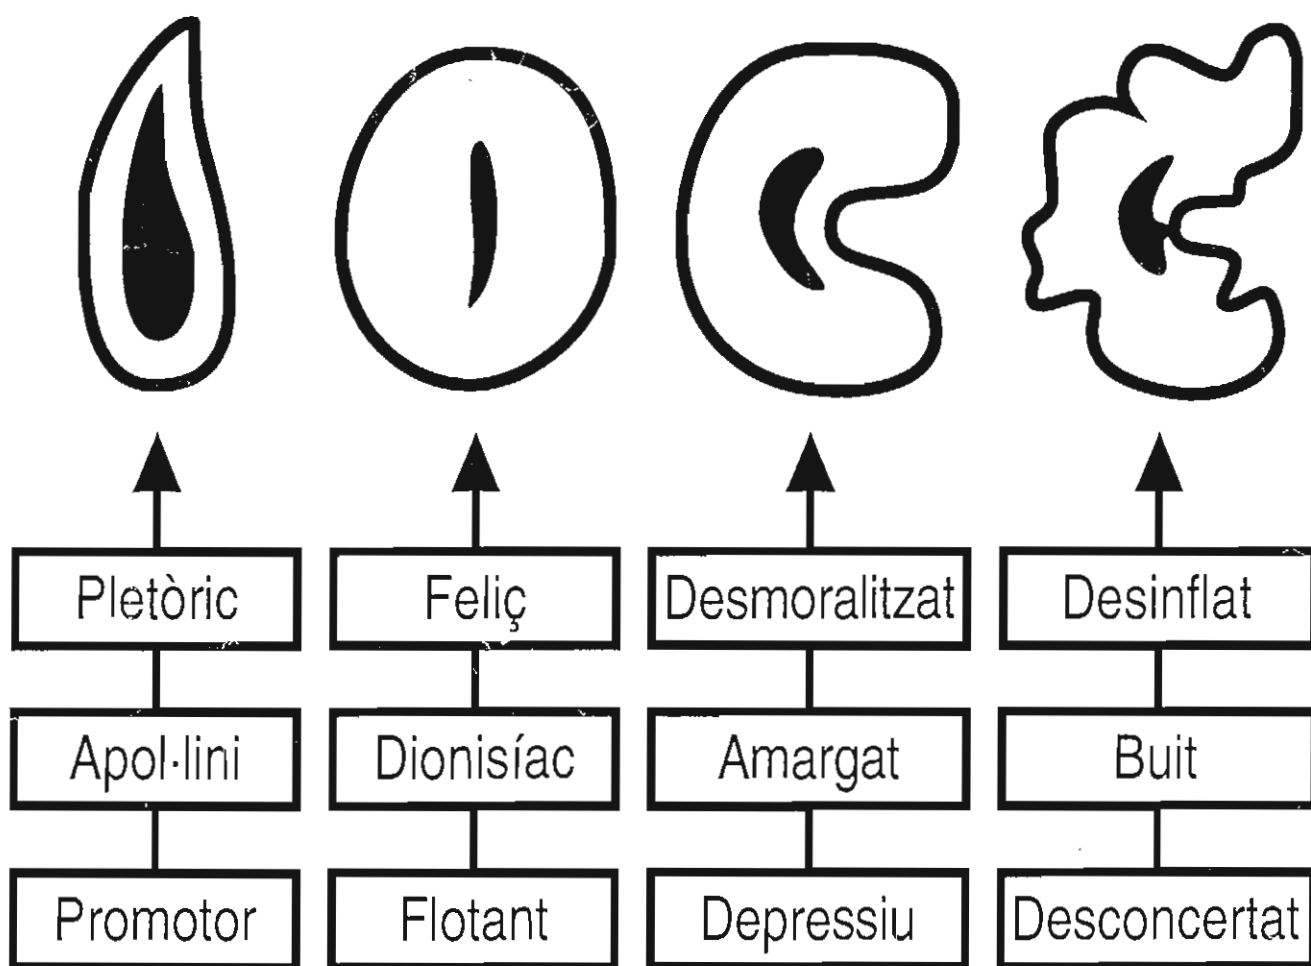 Pletòric
Feliç
Desmoralitzat
Desinflat
Apol·lini
Dionisíac
Amargat
Buit
Promotor
Flotant
Depressiu
Desconcertat